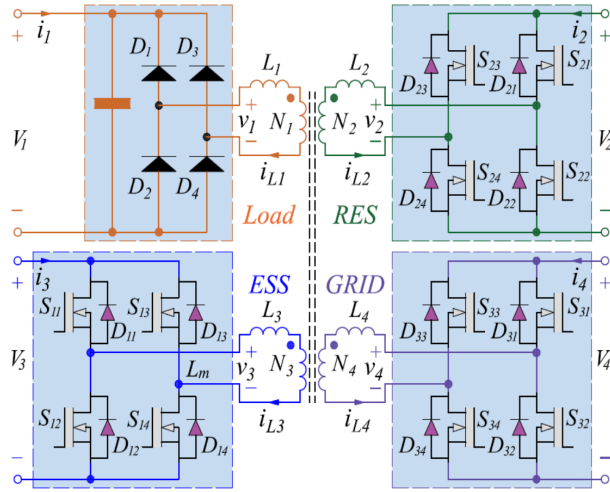 + i1 D1 D3 L1 L2 i2 +
S23 S21
D23 D21
+ v1 N1 N2 + v2
V1 V2
− −
D2 D4 iL1 iL2 S24 S22
D24 D22
− Load RES −
+ i3 ESS GRID i4 +
S11 S13 L3 L4 S33 S31
D11 D13 D33 D31
V3 Lm + v3 N3 N4 + v4 V4
− −
S12 S14 iL3 iL4 S34 S32
D12 D14 D34 D32
− −